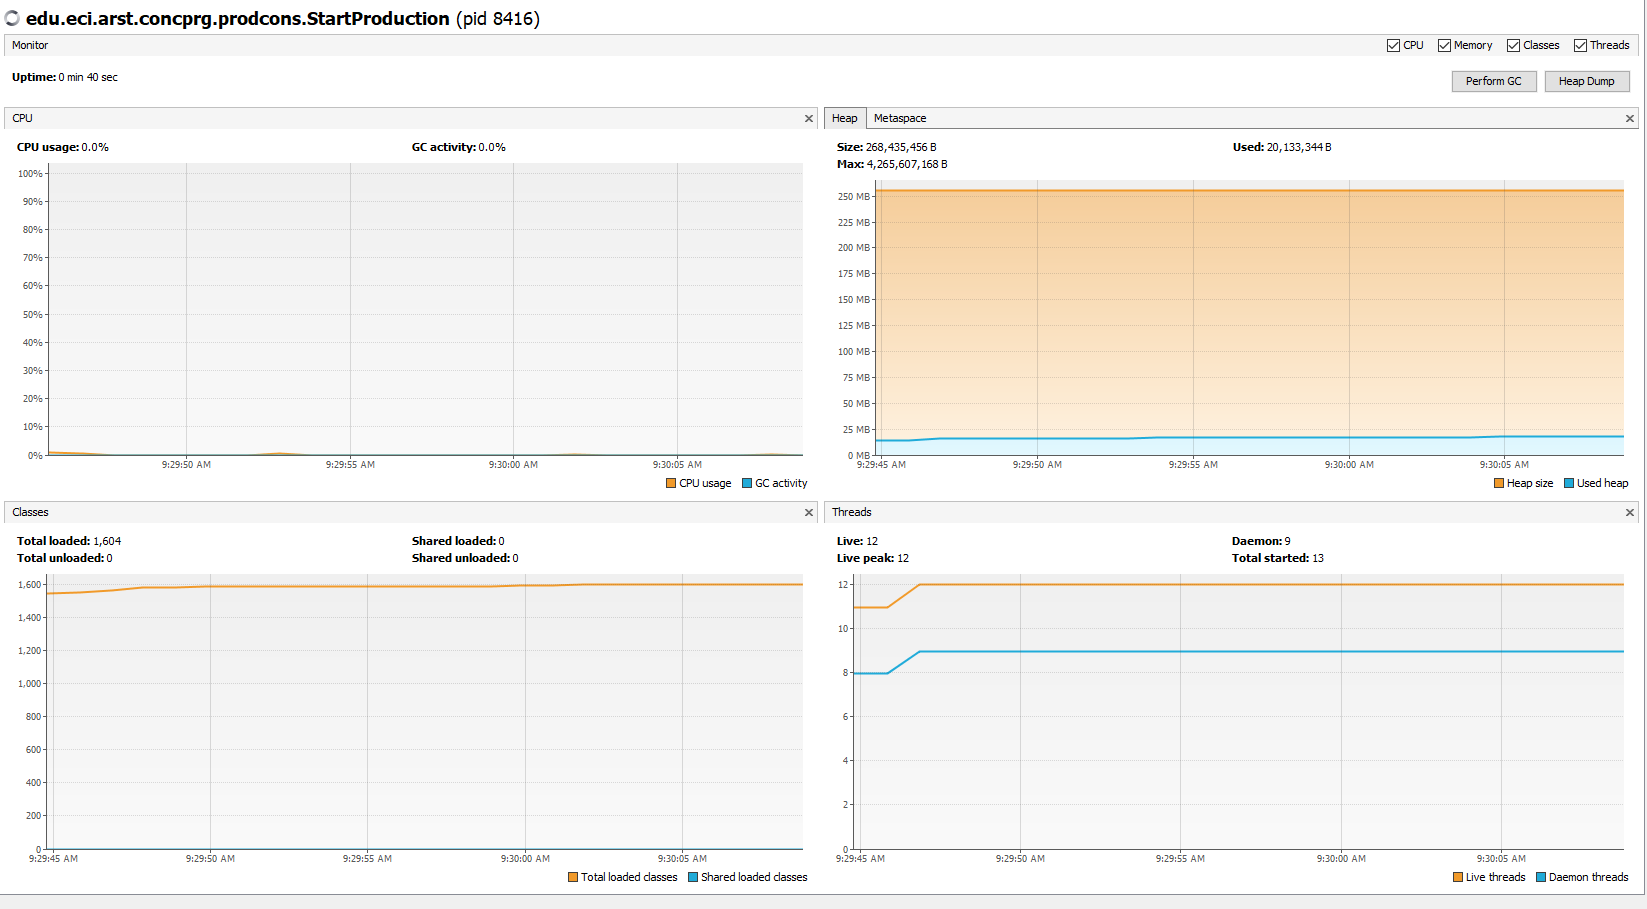 edu.eci.arst.concprg.prodcons.StartProduction (pid 8416)
Monitor
CPU Memory Classes Threads
Uptime: 0 min 40 sec
Perform GC Heap Dump
CPU
CPU usage: 0.0% GC activity: 0.0%
100%
90%
80%
70%
60%
50%
40%
30%
20%
10%
0%
9:29:50 AM 9:29:55 AM 9:30:00 AM 9:30:05 AM
CPU usage GC activity
Heap Metaspace
Size: 268,435,456 B Used: 20,133,344 B
Max: 4,265,607,168 B
250 MB
225 MB
200 MB
175 MB
150 MB
125 MB
100 MB
75 MB
50 MB
25 MB
0 MB
9:29:45 AM 9:29:50 AM 9:29:55 AM 9:30:00 AM 9:30:05 AM
Heap size Used heap
Classes
Total loaded: 1,604 Shared loaded: 0
Total unloaded: 0 Shared unloaded: 0
1,600
1,400
1,200
1,000
800
600
400
200
0
9:29:45 AM 9:29:50 AM 9:29:55 AM 9:30:00 AM 9:30:05 AM
Total loaded classes Shared loaded classes
Threads
Live: 12 Daemon: 9
Live peak: 12 Total started: 13
12
10
8
6
4
2
0
9:29:45 AM 9:29:50 AM 9:29:55 AM 9:30:00 AM 9:30:05 AM
Live threads Daemon threads